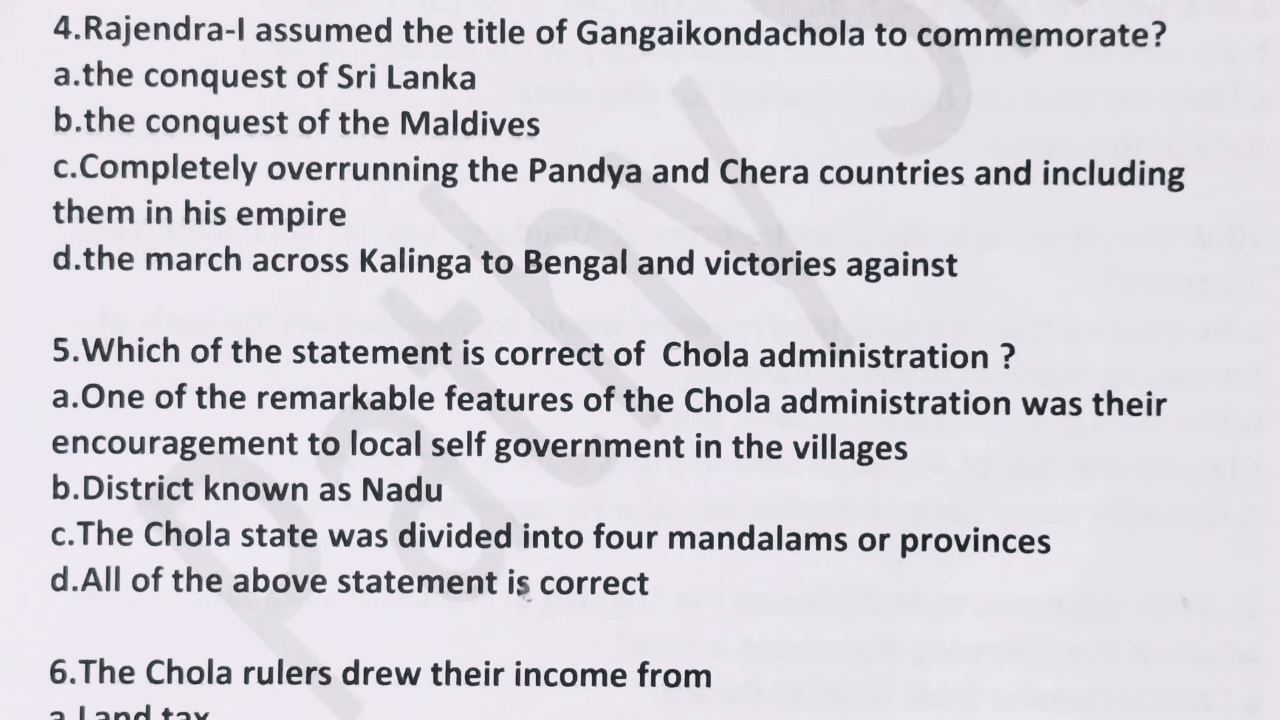 4.Rajendra-I assumed the title of Gangaikondachola to commemorate?
a.the conquest of Sri Lanka
b.the conquest of the Maldives
c.Completely overrunning the Pandya and Chera countries and including
them in his empire
d.the march across Kalinga to Bengal and victories against
5.Which of the statement is correct of  Chola administration ?
a.One of the remarkable features of the Chola administration was their
encouragement to local self government in the villages
b.District known as Nadu
c.The Chola state was divided into four mandalams or provinces
d.All of the above statement is correct
6.The Chola rulers drew their income from
a.Land tax